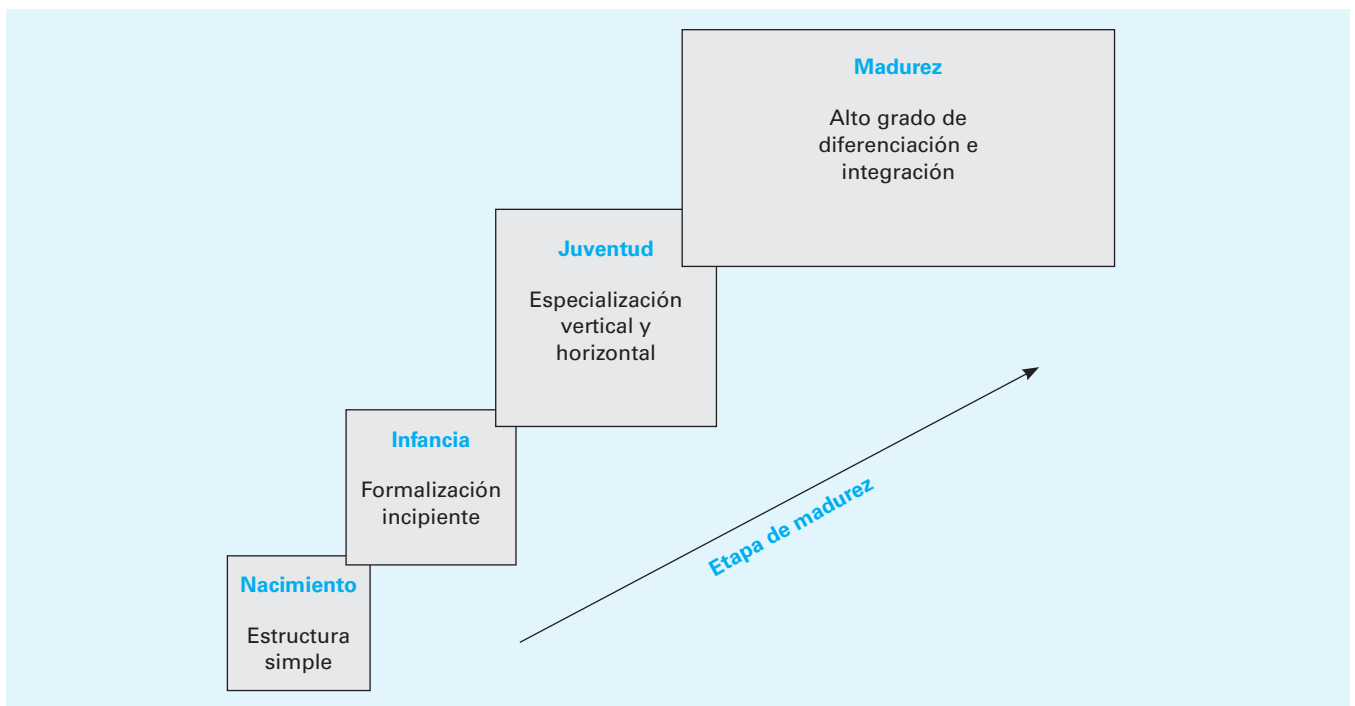 Madurez
Alto grado de
diferenciación e
integración
Juventud
Especialización
vertical y
horizontal
Infancia
Formalización
incipiente
Nacimiento
Estructura
simple
Etapa de madurez